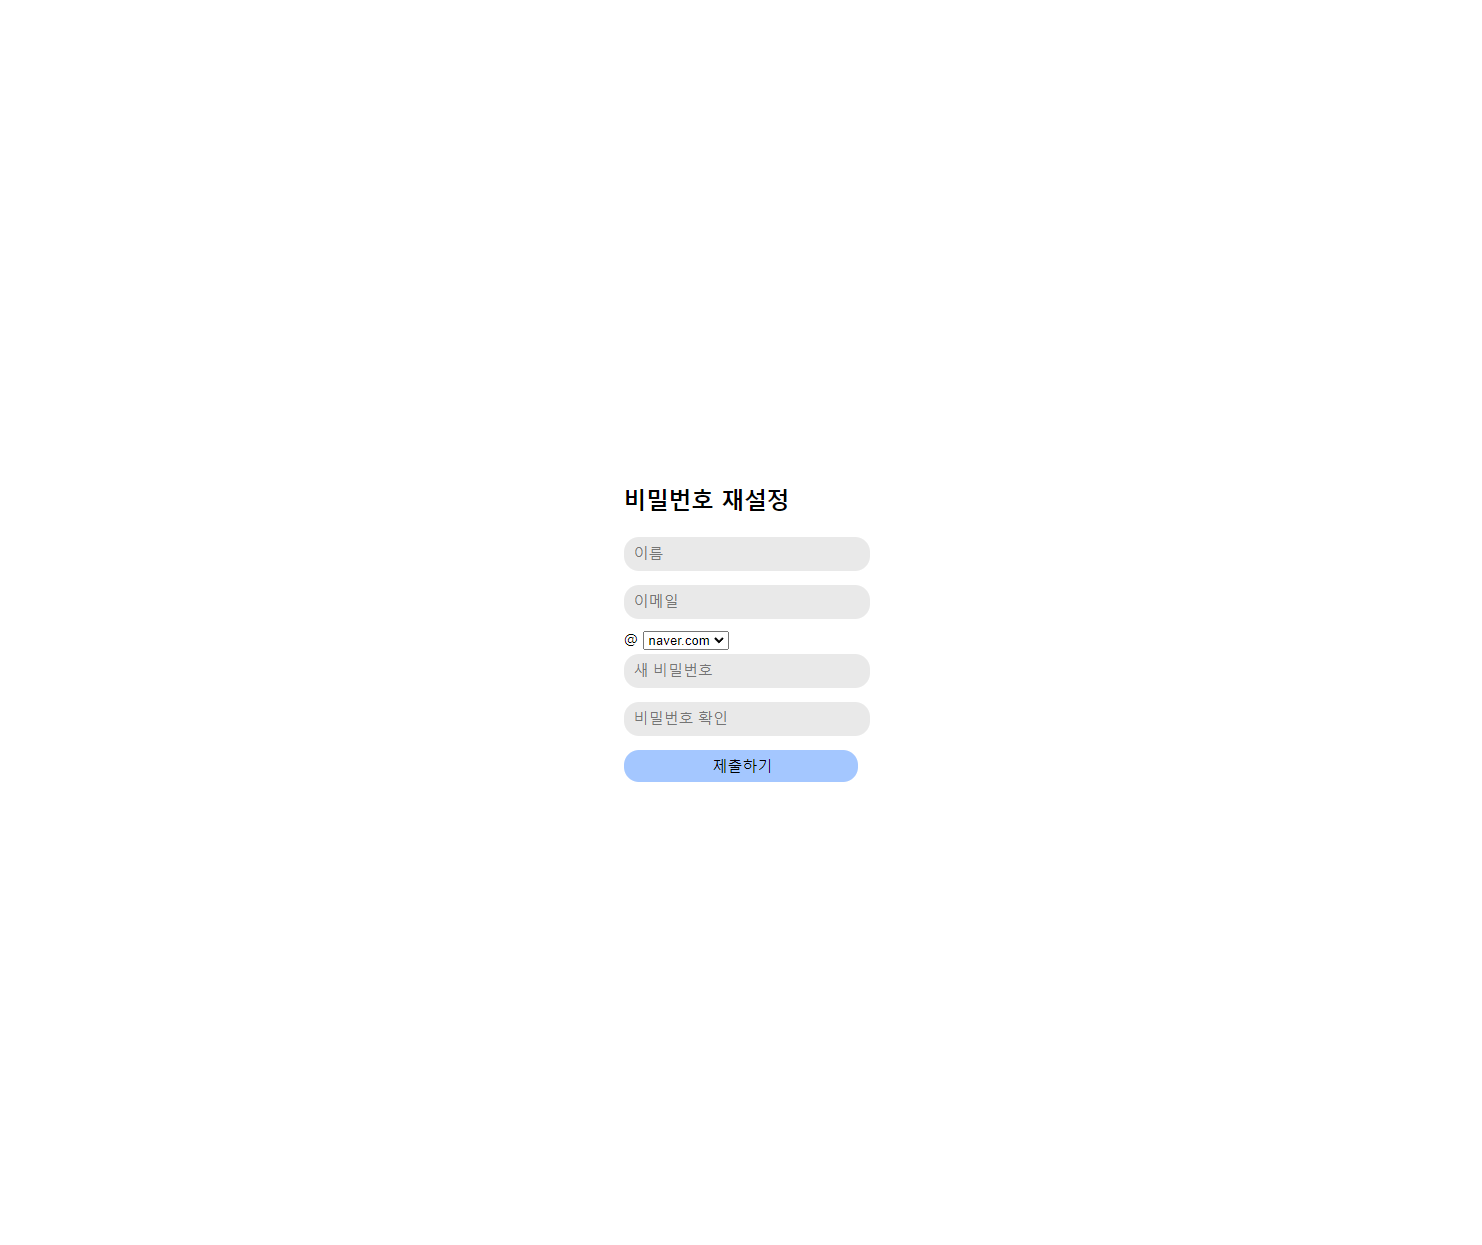 비밀번호 재설정
이름
이메일
@ naver.com
새 비밀번호
비밀번호 확인
제출하기